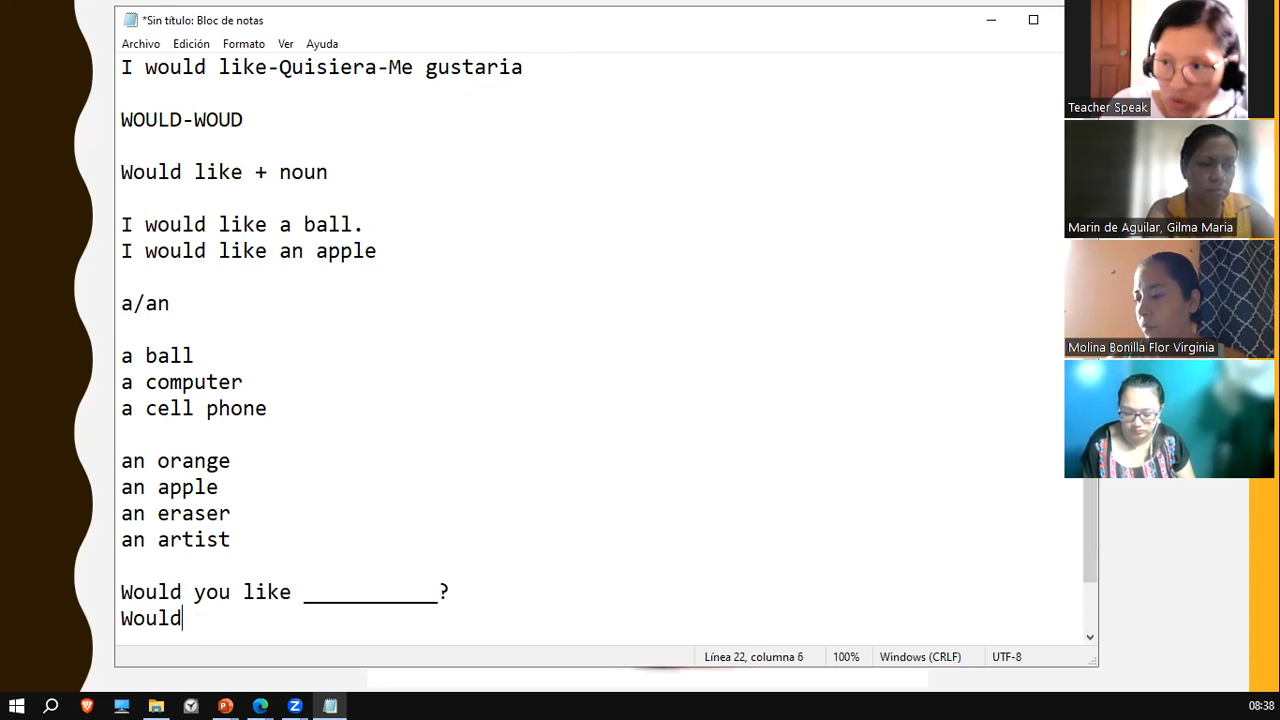 *Sin título: Bloc de notas
Archivo Edición Formato Ver Ayuda
I would like-Quisiera-Me gustaria
WOULD-WOUD
Would like + noun
I would like a ball.
I would like an apple
a/an
a ball
a computer
a cell phone
an orange
an apple
an eraser
an artist
Would you like ___________?
Would
Línea 22, columna 6 100% Windows (CRLF) UTF-8
Teacher Speak
Marin de Aguilar, Gilma Maria
Molina Bonilla Flor Virginia
08:38